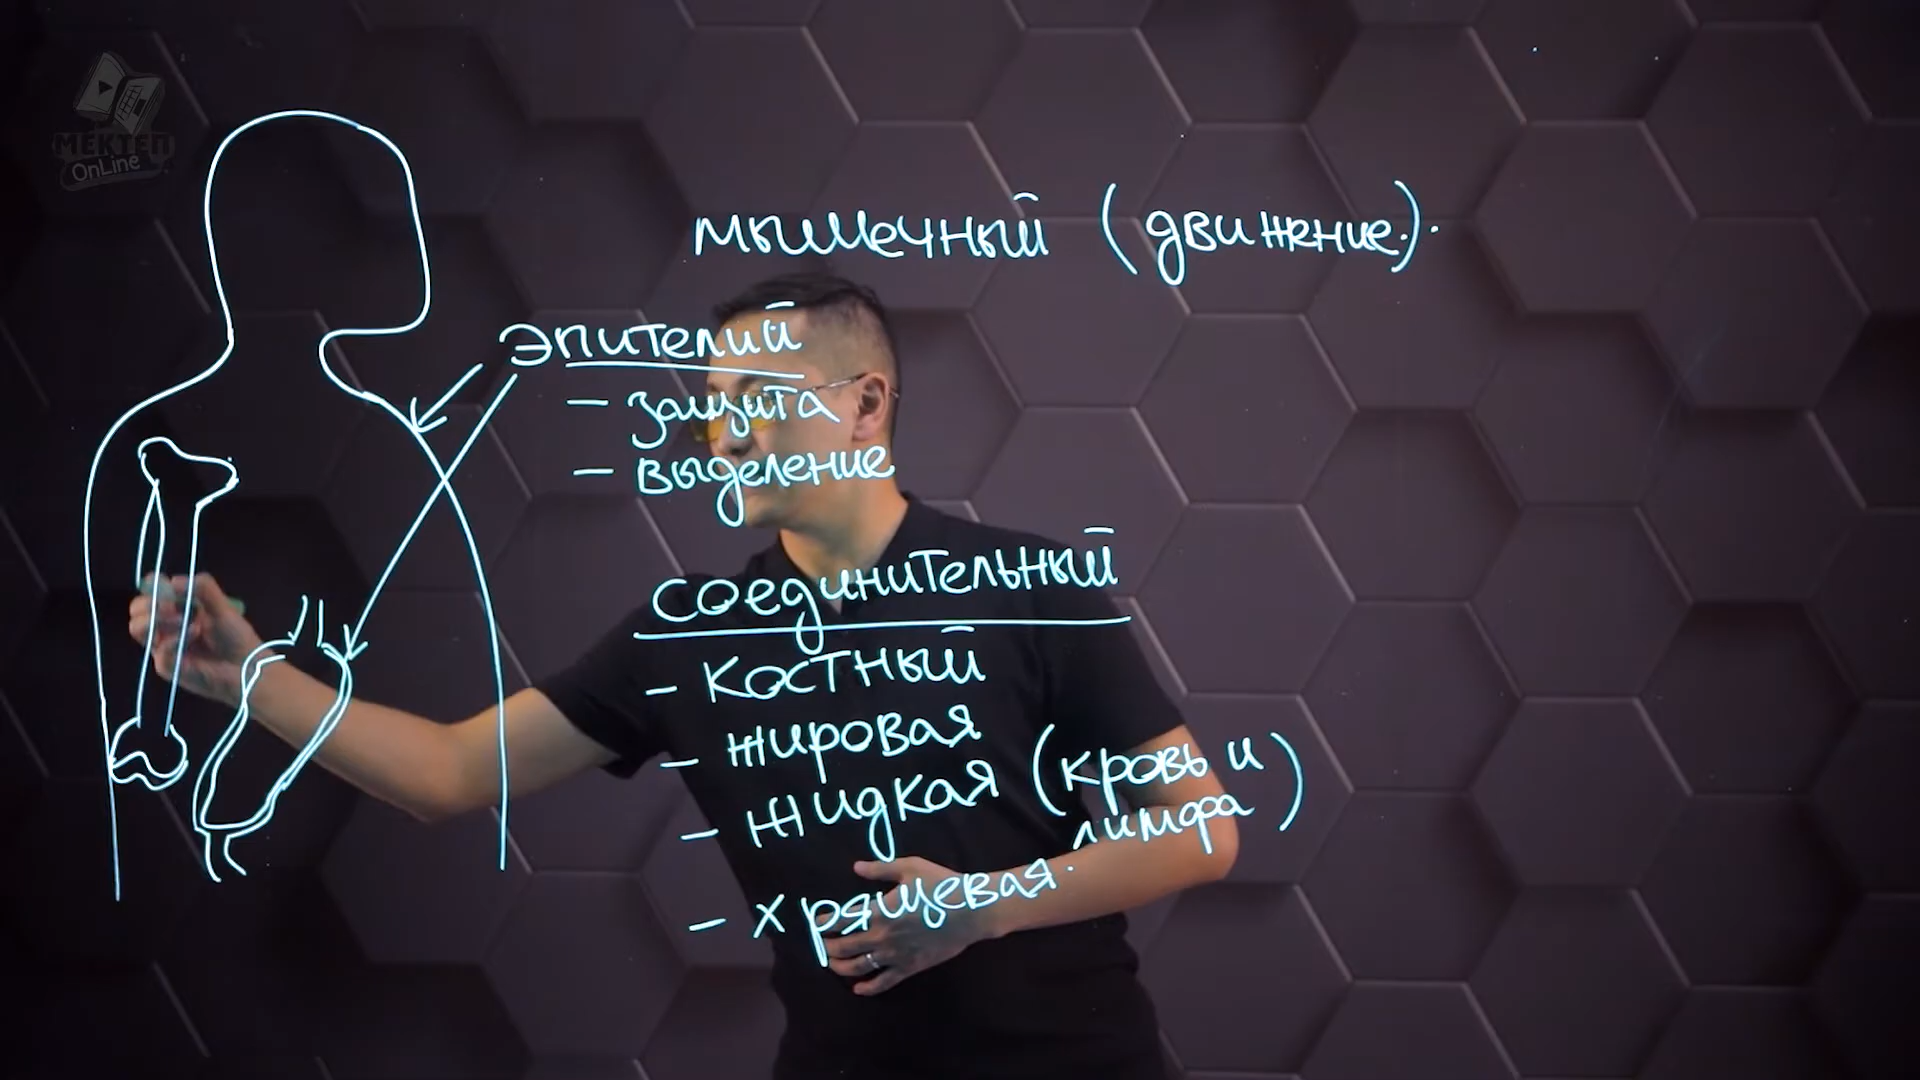 МЕКТЕП
OnLine
мышечный (движение).
Эпителий
- защита
- выделение
Соединительный
- Костный
- жировая
- жидкая (кровь и
лимфа)
- хрящевая.